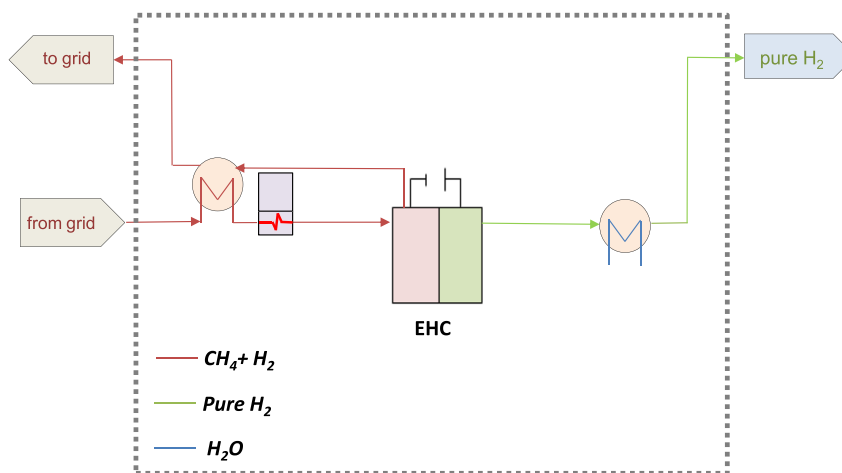 to grid
pure H₂
from grid
EHC
CH₄+ H₂
Pure H₂
H₂O